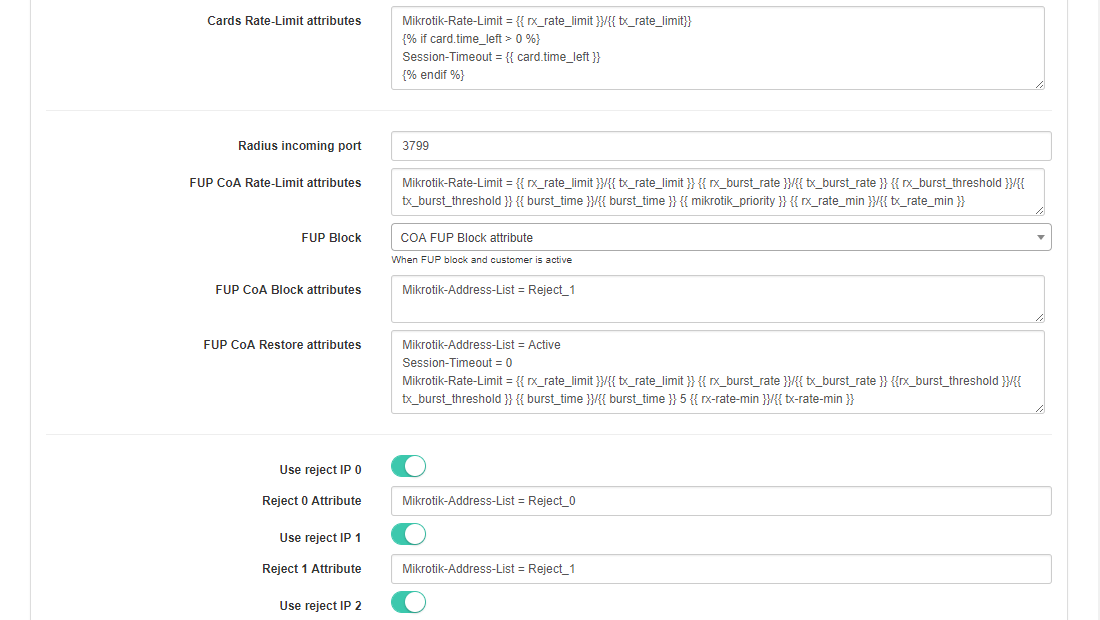 Cards Rate-Limit attributes
Mikrotik-Rate-Limit = {{ rx_rate_limit }}/{{ tx_rate_limit}}
{% if card.time_left > 0 %}
Session-Timeout = {{ card.time_left }}
{% endif %}
Radius incoming port
3799
FUP CoA Rate-Limit attributes
Mikrotik-Rate-Limit = {{ rx_rate_limit }}/{{ tx_rate_limit }} {{ rx_burst_rate }}/{{ tx_burst_rate }} {{ rx_burst_threshold }}/{{
tx_burst_threshold }} {{ burst_time }}/{{ burst_time }} {{ mikrotik_priority }} {{ rx_rate_min }}/{{ tx_rate_min }}
FUP Block
COA FUP Block attribute
When FUP block and customer is active
FUP CoA Block attributes
Mikrotik-Address-List = Reject_1
FUP CoA Restore attributes
Mikrotik-Address-List = Active
Session-Timeout = 0
Mikrotik-Rate-Limit = {{ rx_rate_limit }}/{{ tx_rate_limit }} {{ rx_burst_rate }}/{{ tx_burst_rate }} {{rx_burst_threshold }}/{{
tx_burst_threshold }} {{ burst_time }}/{{ burst_time }} 5 {{ rx-rate-min }}/{{ tx-rate-min }}
Use reject IP 0
Reject 0 Attribute
Mikrotik-Address-List = Reject_0
Use reject IP 1
Reject 1 Attribute
Mikrotik-Address-List = Reject_1
Use reject IP 2